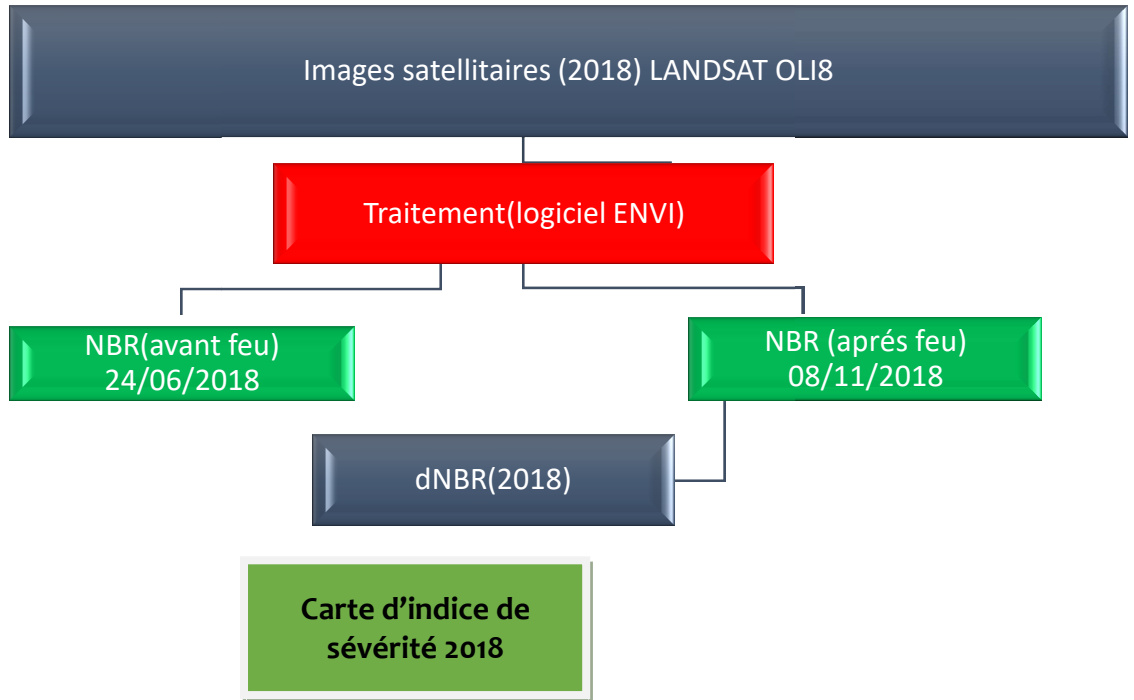 Images satellitaires (2018) LANDSAT OLI8
Traitement(logiciel ENVI)
NBR(avant feu)
24/06/2018
NBR (aprés feu)
08/11/2018
dNBR(2018)
Carte d’indice de
sévérité 2018